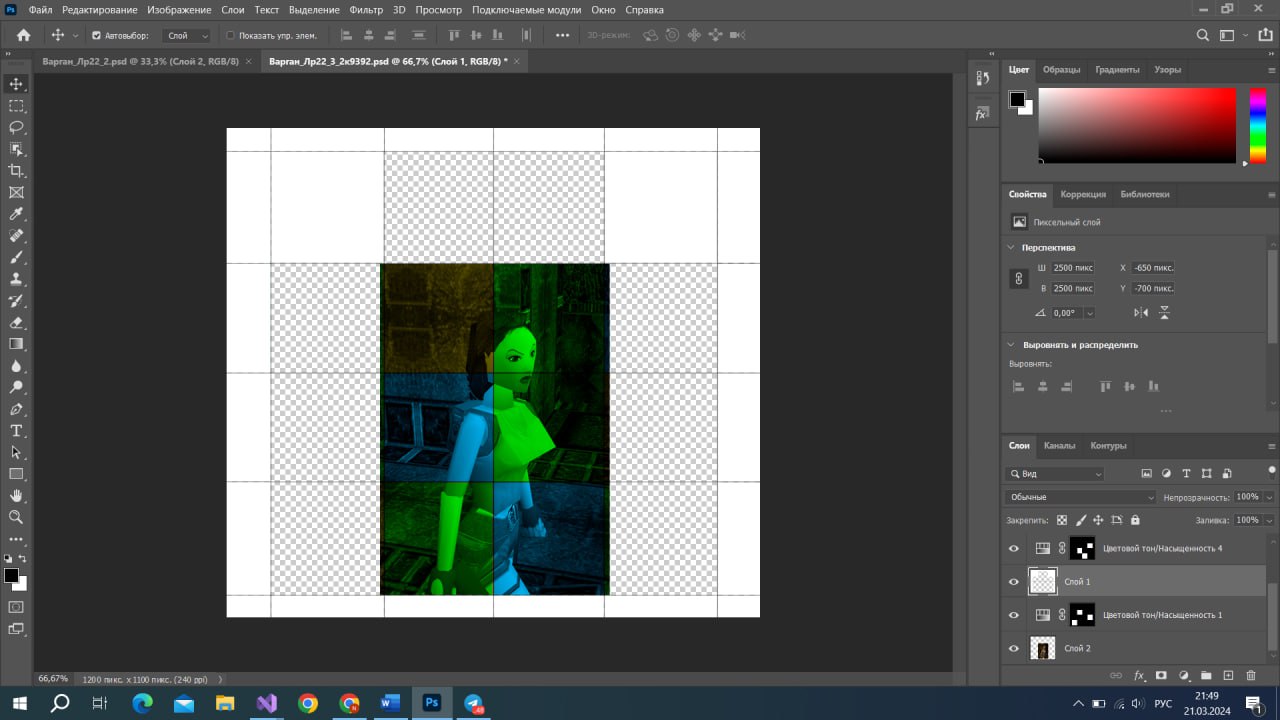 Ps Файл Редактирование Изображение Слои Текст Выделение Фильтр 3D Просмотр Подключаемые модули Окно Справка
Автовыбор: Слой Показать упр. элем. 3D-режим:
Варган_Лр22_2.psd @ 33,3% (Слой 2, RGB/8) × Варган_Лр22_3_2к9392.psd @ 66,7% (Слой 1, RGB/8) * ×
Цвет Образцы Градиенты Узоры
Свойства Коррекция Библиотеки
Пиксельный слой
Перспектива
Ш 2500 пикс X -650 пикс.
В 2500 пикс Y -700 пикс.
0,00°
Выровнять и распределить
Выровнять:
Слои Каналы Контуры
Вид
Обычные Непрозрачность: 100%
Закрепить: Заливка: 100%
Цветовой тон/Насыщенность 4
Слой 1
Цветовой тон/Насыщенность 1
Слой 2
fx
66,67% 1200 пикс. x 1100 пикс. (240 ppi)
W Ps РУС 21:49
21.03.2024
1